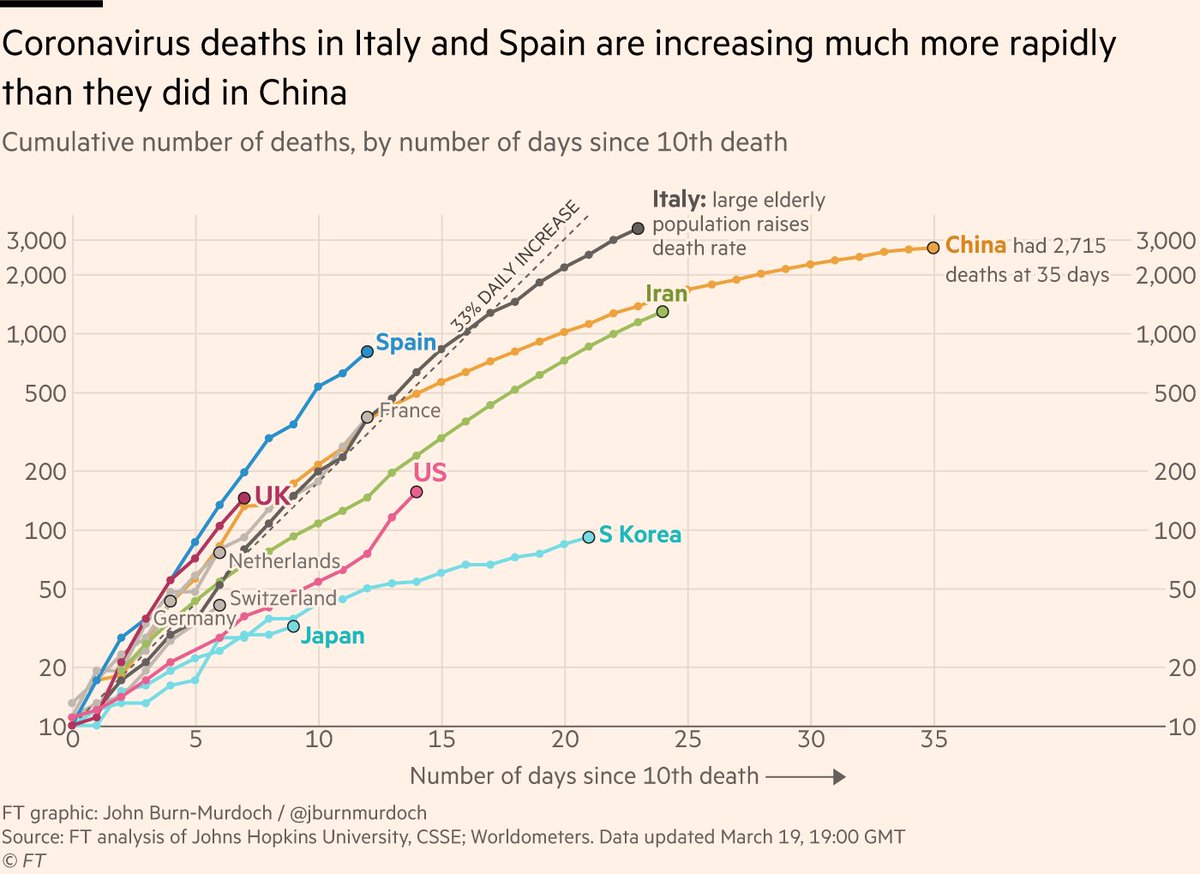 Coronavirus deaths in Italy and Spain are increasing much more rapidly
than they did in China
Cumulative number of deaths, by number of days since 10th death
33% DAILY INCREASE
Italy: large elderly
population raises
death rate
China had 2,715
deaths at 35 days
Iran
Spain
France
US
UK
S Korea
Netherlands
Switzerland
Germany
Japan
3,000
2,000
1,000
500
200
100
50
20
10
3,000
2,000
1,000
500
200
100
50
20
10
0 5 10 15 20 25 30 35
Number of days since 10th death
FT graphic: John Burn-Murdoch / @jburnmurdoch
Source: FT analysis of Johns Hopkins University, CSSE; Worldometers. Data updated March 19, 19:00 GMT
© FT